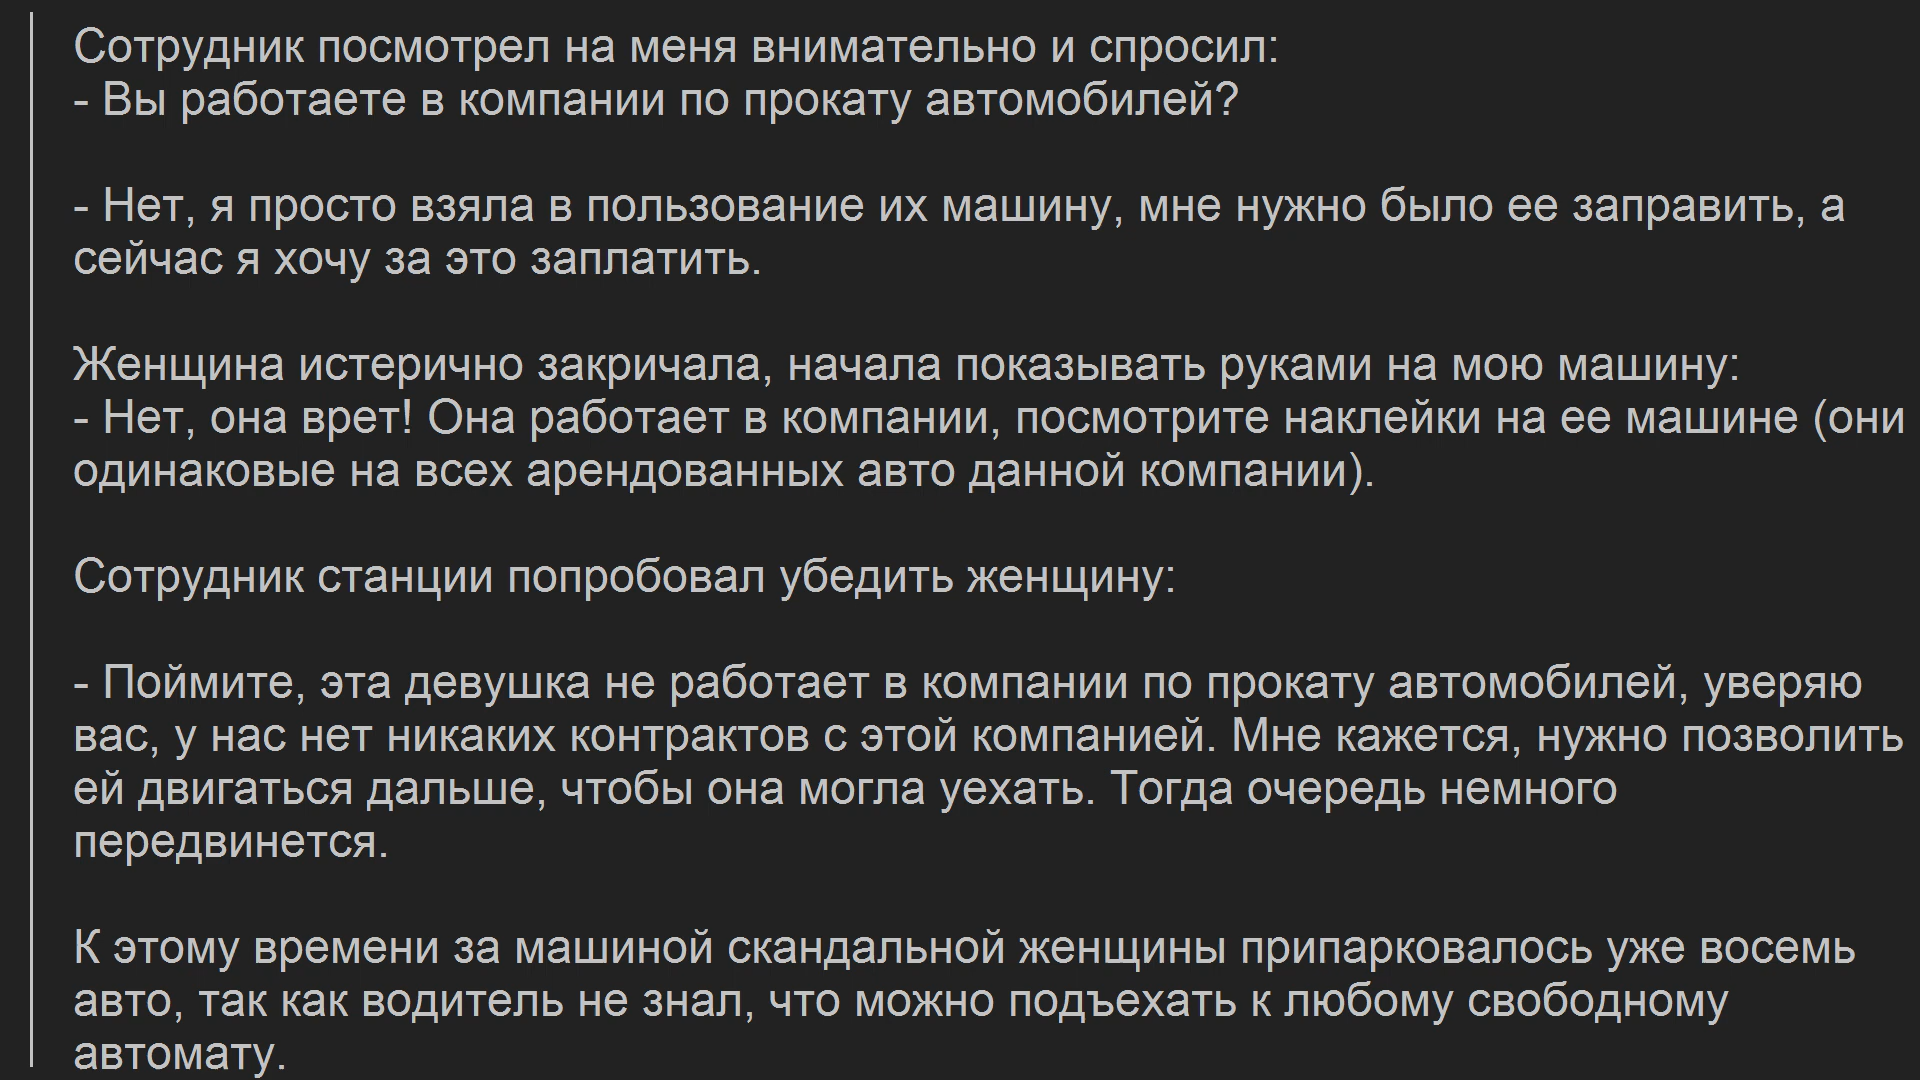 Сотрудник посмотрел на меня внимательно и спросил:
- Вы работаете в компании по прокату автомобилей?
- Нет, я просто взяла в пользование их машину, мне нужно было ее заправить, а
сейчас я хочу за это заплатить.
Женщина истерично закричала, начала показывать руками на мою машину:
- Нет, она врет! Она работает в компании, посмотрите наклейки на ее машине (они
одинаковые на всех арендованных авто данной компании).
Сотрудник станции попробовал убедить женщину:
- Поймите, эта девушка не работает в компании по прокату автомобилей, уверяю
вас, у нас нет никаких контрактов с этой компанией. Мне кажется, нужно позволить
ей двигаться дальше, чтобы она могла уехать. Тогда очередь немного
передвинется.
К этому времени за машиной скандальной женщины припарковалось уже восемь
авто, так как водитель не знал, что можно подъехать к любому свободному
автомату.